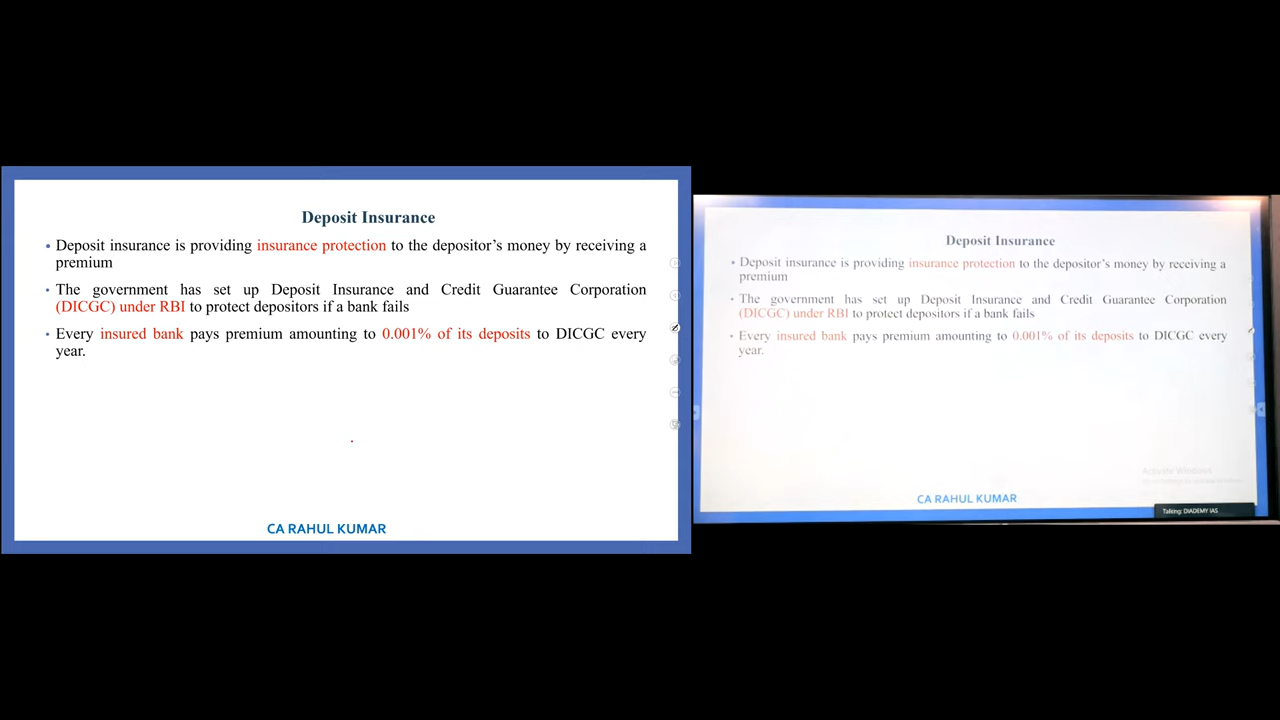 Deposit Insurance
• Deposit insurance is providing insurance protection to the depositor’s money by receiving a
premium
• The government has set up Deposit Insurance and Credit Guarantee Corporation
(DICGC) under RBI to protect depositors if a bank fails
• Every insured bank pays premium amounting to 0.001% of its deposits to DICGC every
year.
CA RAHUL KUMAR
Deposit Insurance
• Deposit insurance is providing insurance protection to the depositor’s money by receiving a
premium
• The government has set up Deposit Insurance and Credit Guarantee Corporation
(DICGC) under RBI to protect depositors if a bank fails
• Every insured bank pays premium amounting to 0.001% of its deposits to DICGC every
year.
Activate Windows
CA RAHUL KUMAR
Talking: DIADEMY IAS